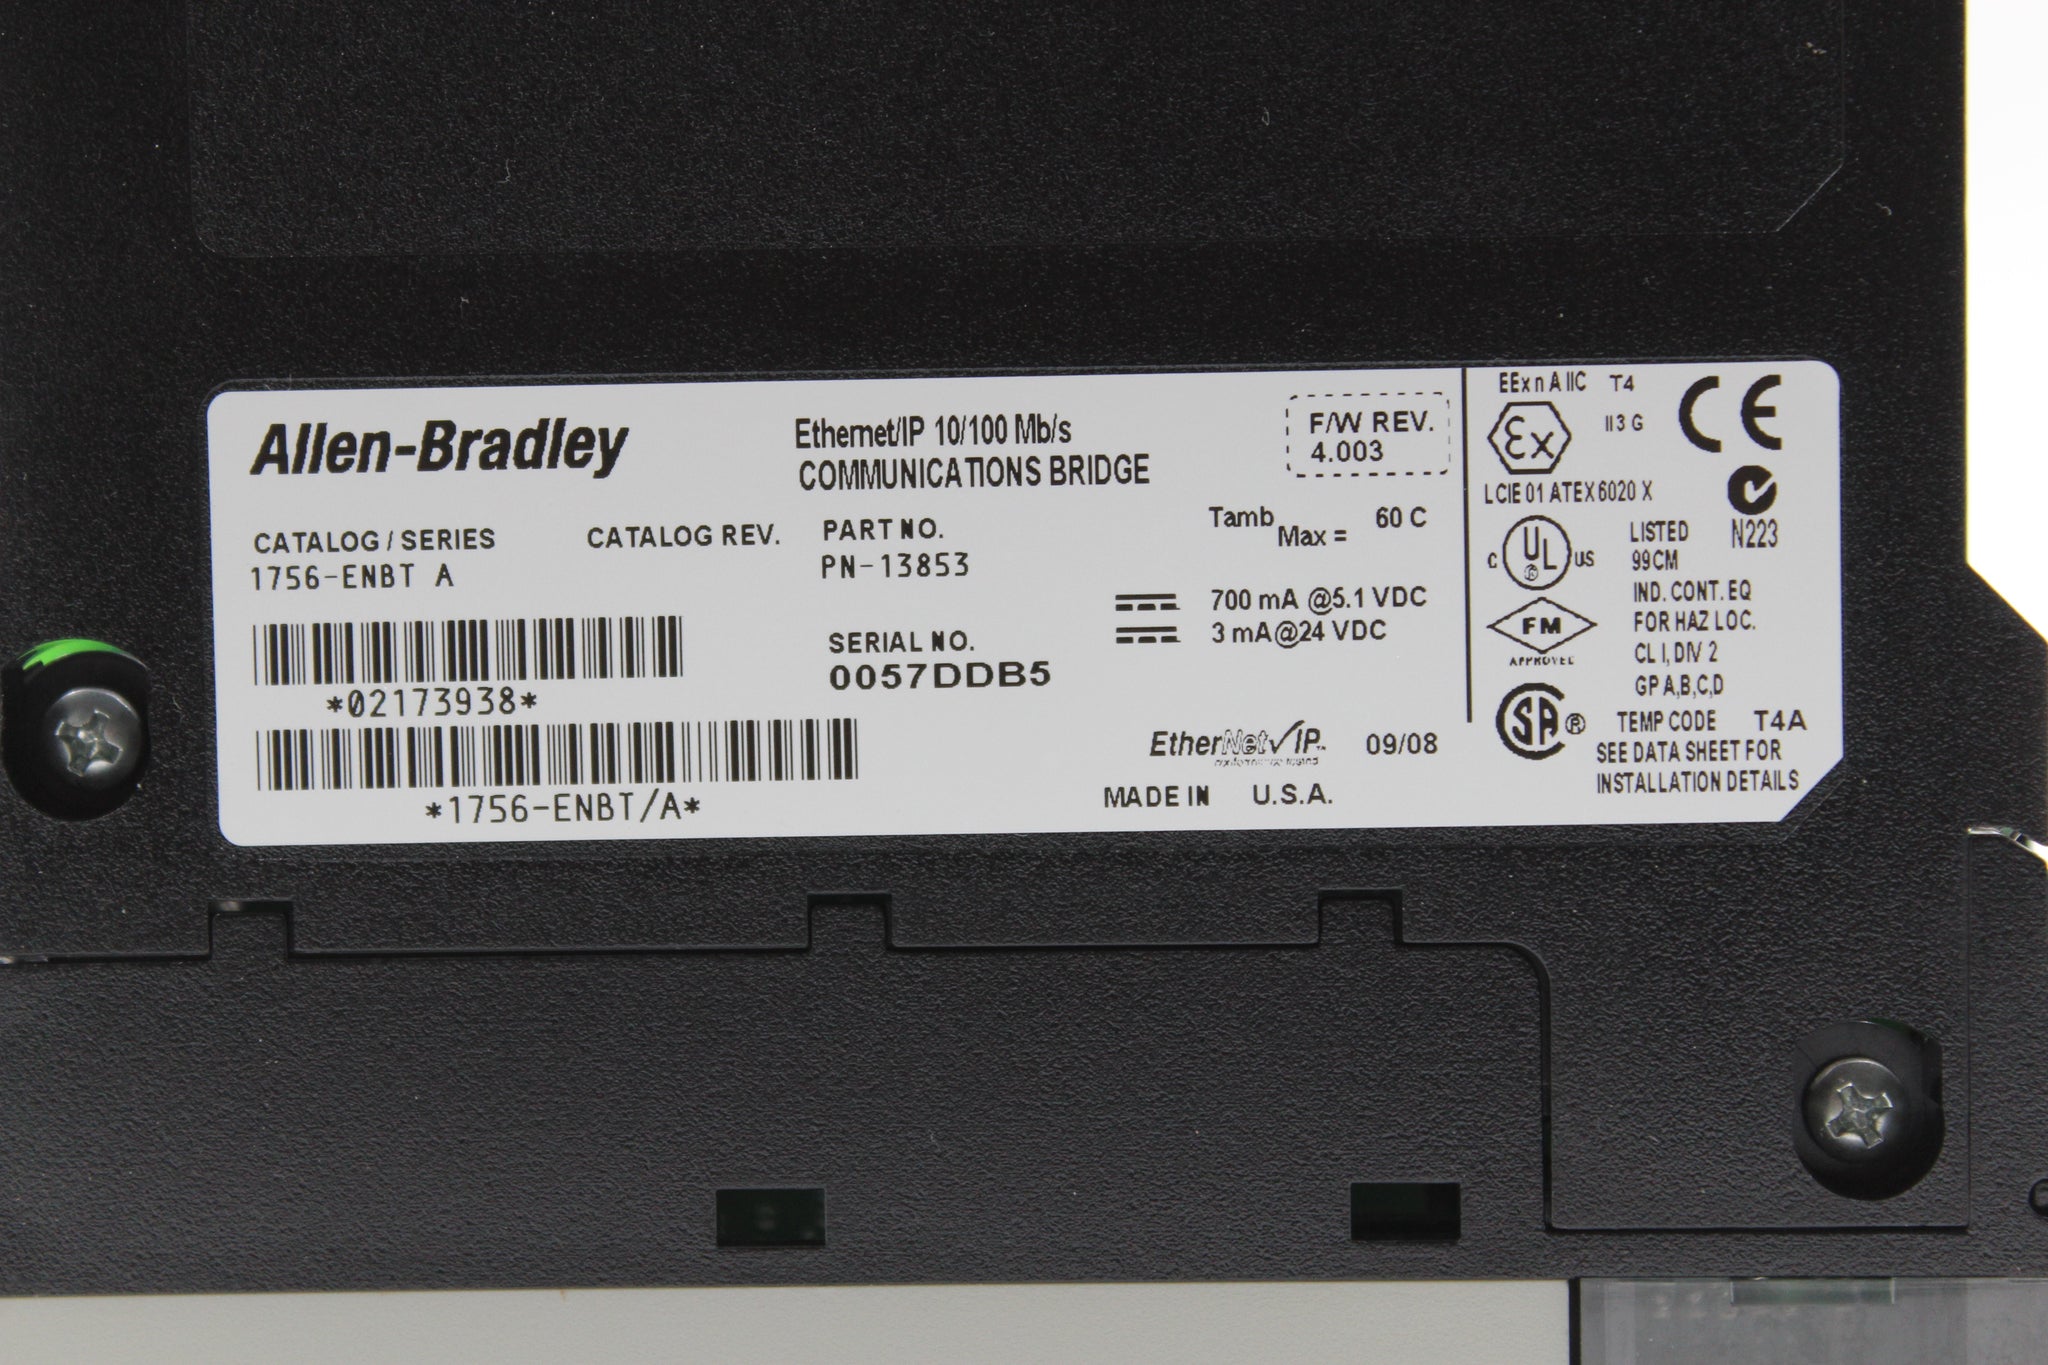 Allen-Bradley
Ethernet/IP 10/100 Mb/s
COMMUNICATIONS BRIDGE
F/W REV.
4.003
CATALOG / SERIES
1756-ENBT A
CATALOG REV.
PART NO.
PN-13853
Tamb Max = 60 C
700 mA @5.1 VDC
3 mA@24 VDC
SERIAL NO.
0057DDB5
*02173938*
*1756-ENBT/A*
EtherNet/IP™
09/08
MADE IN U.S.A.
EEx n A IIC T4
Ex
II 3 G
CE
LCIE 01 ATEX 6020 X
N223
C UL US
LISTED
99CM
IND. CONT. EQ
FOR HAZ LOC.
CL I, DIV 2
GP A,B,C,D
FM
APPROVED
SA®
TEMP CODE T4A
SEE DATA SHEET FOR
INSTALLATION DETAILS